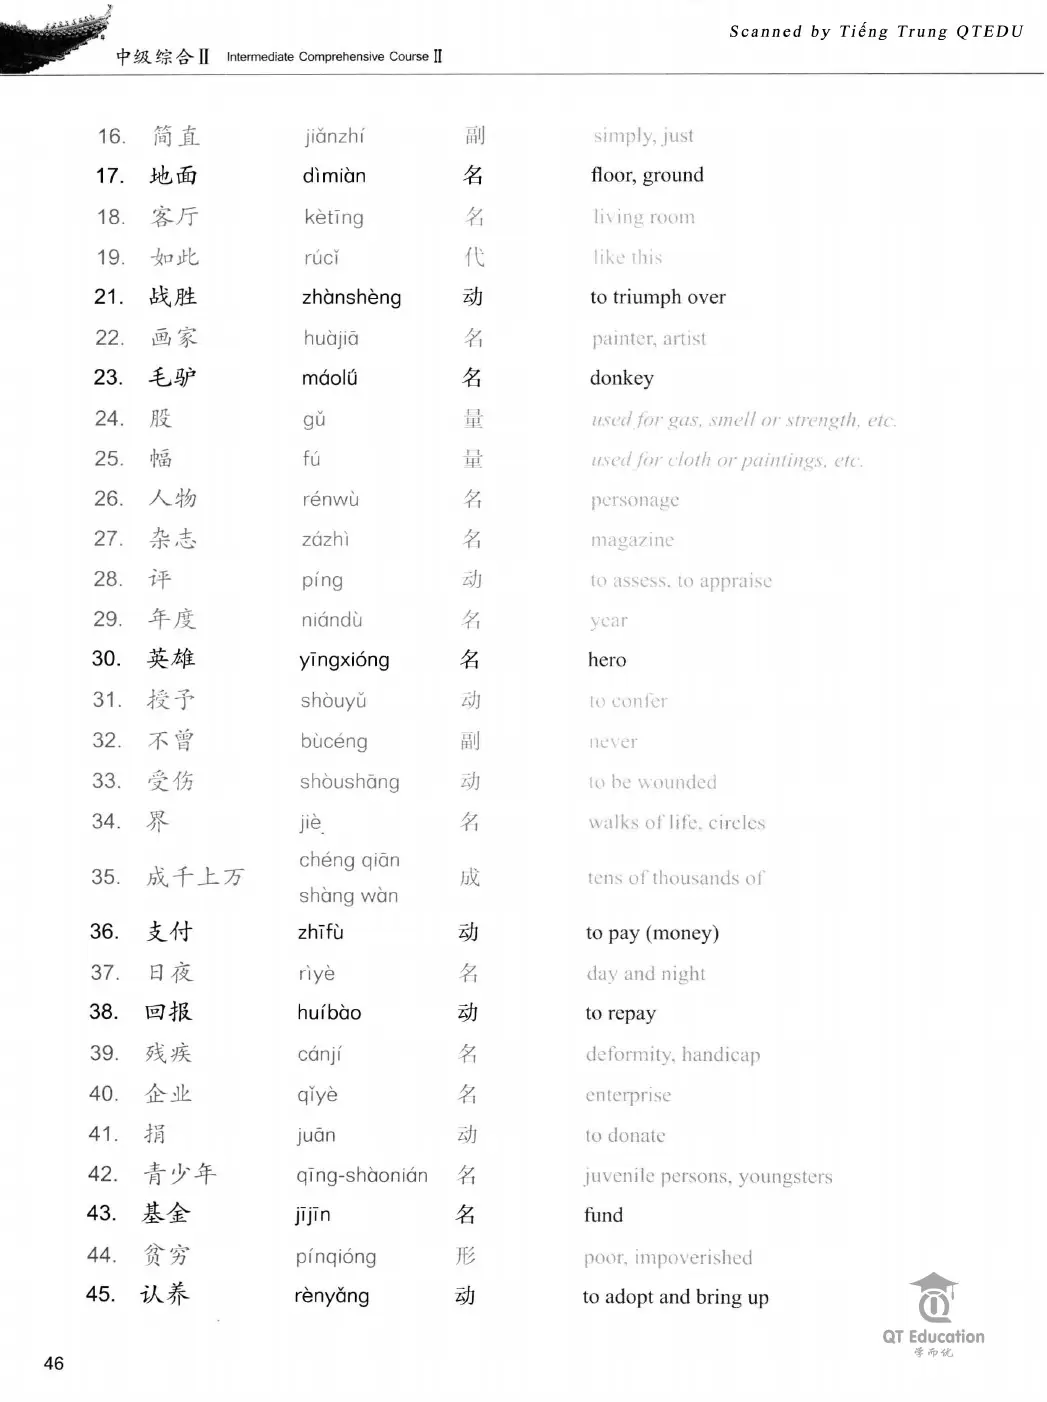 Scanned by Tiếng Trung QTEDU
中级综合Ⅱ Intermediate Comprehensive Course Ⅱ
16. 简直 jiǎnzhí 副 simply, just
17. 地面 dìmiàn 名 floor, ground
18. 客厅 kètīng 名 living room
19. 如此 rúcǐ 代 like this
21. 战胜 zhànshèng 动 to triumph over
22. 画家 huàjiā 名 painter, artist
23. 毛驴 máolǘ 名 donkey
24. 股 gǔ 量 used for gas, smell or strength, etc.
25. 幅 fú 量 used for cloth or paintings, etc.
26. 人物 rénwù 名 personage
27. 杂志 zázhì 名 magazine
28. 评 píng 动 to assess, to appraise
29. 年度 niándù 名 year
30. 英雄 yīngxióng 名 hero
31. 授予 shòuyǔ 动 to confer
32. 不曾 bùcéng 副 never
33. 受伤 shòushāng 动 to be wounded
34. 界 jiè 名 walks of life, circles
35. 成千上万 chéng qiān shàng wàn 成 tens of thousands of
36. 支付 zhīfù 动 to pay (money)
37. 日夜 rìyè 名 day and night
38. 回报 huíbào 动 to repay
39. 残疾 cánjí 名 deformity, handicap
40. 企业 qǐyè 名 enterprise
41. 捐 juān 动 to donate
42. 青少年 qīng-shàonián 名 juvenile persons, youngsters
43. 基金 jījīn 名 fund
44. 贫穷 pínqióng 形 poor, impoverished
45. 认养 rènyǎng 动 to adopt and bring up
QT Education
学而优
46